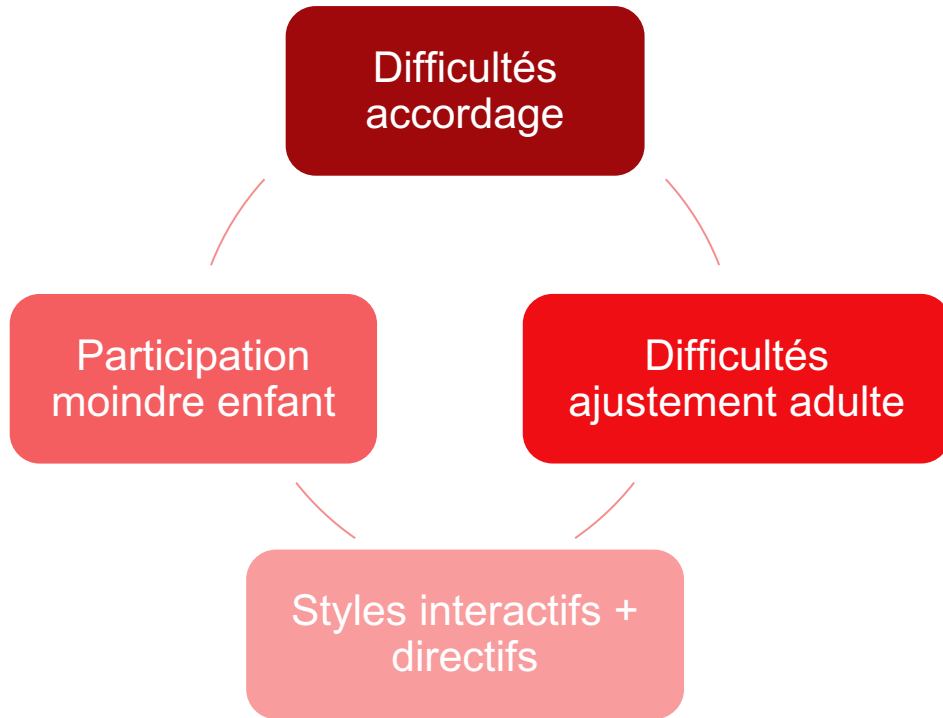 Difficultés
accordage
Participation
moindre enfant
Difficultés
ajustement adulte
Styles interactifs +
directifs